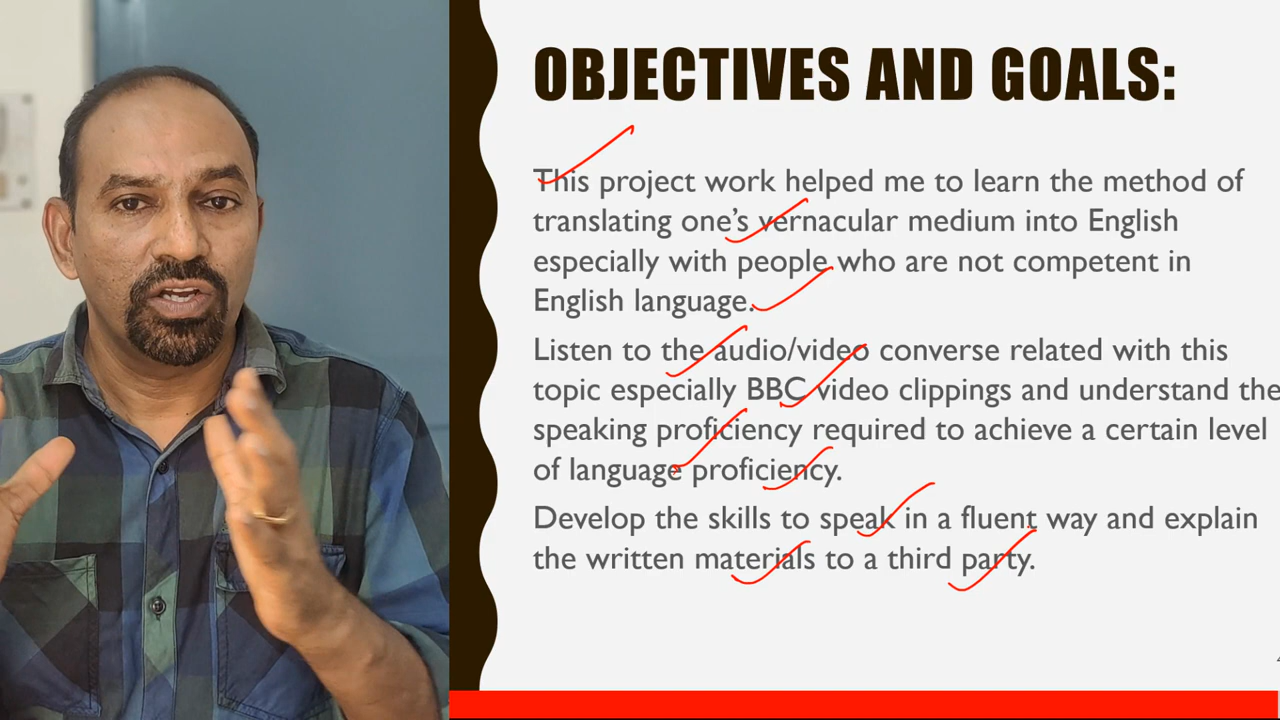 OBJECTIVES AND GOALS:
This project work helped me to learn the method of
translating one's vernacular medium into English
especially with people who are not competent in
English language.
Listen to the audio/video converse related with this
topic especially BBC video clippings and understand the
speaking proficiency required to achieve a certain level
of language proficiency.
Develop the skills to speak in a fluent way and explain
the written materials to a third party.